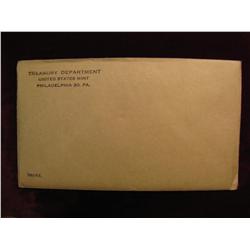 TREASURY DEPARTMENT
UNITED STATES MINT
PHILADELPHIA 30, PA.